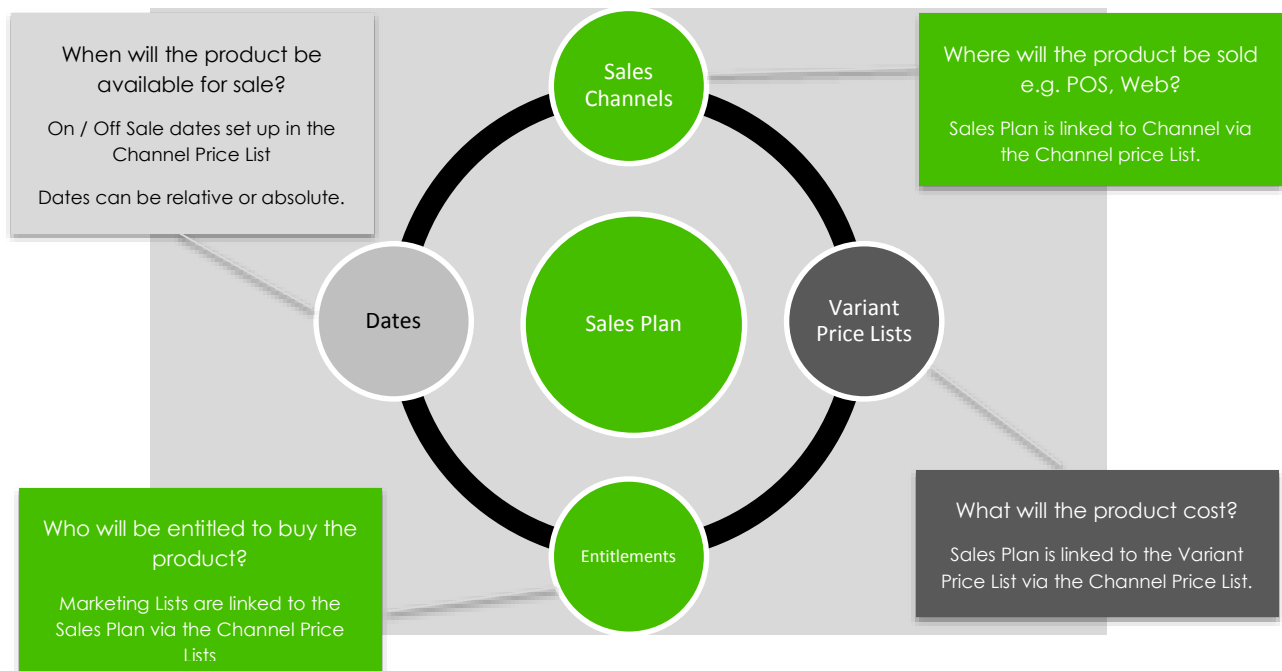 When will the product be
available for sale?
On / Off Sale dates set up in the
Channel Price List
Dates can be relative or absolute.
Sales
Channels
Where will the product be sold
e.g. POS, Web?
Sales Plan is linked to Channel via
the Channel price List.
Dates
Sales Plan
Variant
Price Lists
Who will be entitled to buy the
product?
Marketing Lists are linked to the
Sales Plan via the Channel Price
Lists
Entitlements
What will the product cost?
Sales Plan is linked to the Variant
Price List via the Channel Price List.